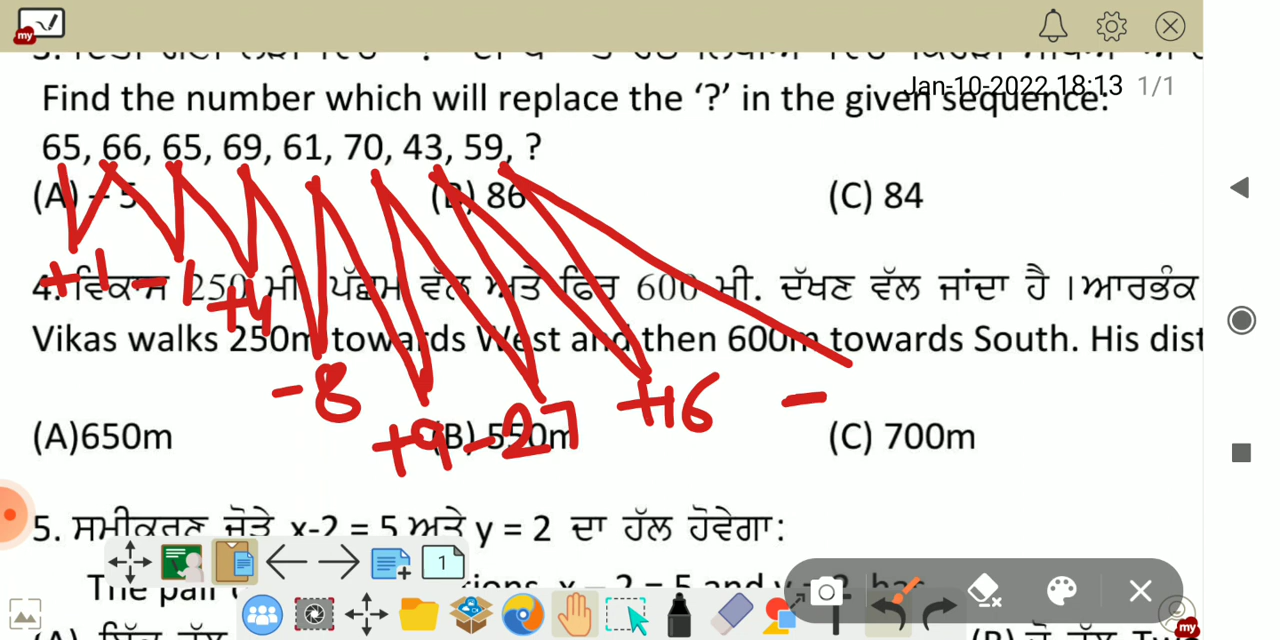 Jan-10-2022 18:13 1/1
Find the number which will replace the ‘?’ in the given sequence:
65, 66, 65, 69, 61, 70, 43, 59, ?
(A) – 5 (B) 86 (C) 84
+1 -1 +4 -8 +9 -27 +16 -
4. ਵਿਕਾਸ 250 ਮੀ ਪੱਛਮ ਵੱਲ ਅਤੇ ਫਿਰ 600 ਮੀ. ਦੱਖਣ ਵੱਲ ਜਾਂਦਾ ਹੈ । ਆਰਭੰਕ
Vikas walks 250m towards West and then 600m towards South. His dist
(A)650m (B) 550m (C) 700m
5. ਸਮੀਕਰਣ ਜੋੜੇ x-2 = 5 ਅਤੇ y = 2 ਦਾ ਹੱਲ ਹੋਵੇਗਾ:
1
my
my